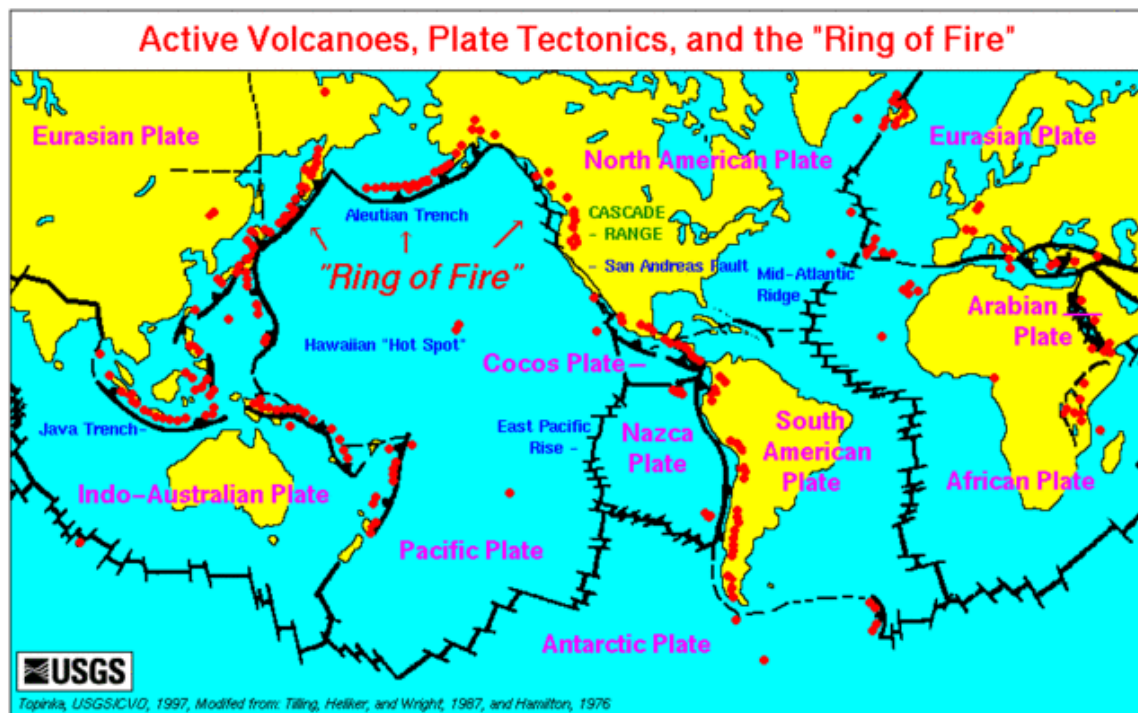 Active Volcanoes, Plate Tectonics, and the "Ring of Fire"
Eurasian Plate
North American Plate
Eurasian Plate
Aleutian Trench
CASCADE
- RANGE
"Ring of Fire"
- San Andreas Fault
Mid-Atlantic
Ridge
Arabian
Plate
Hawaiian "Hot Spot"
Cocos Plate
Java Trench-
East Pacific
Rise -
Nazca
Plate
South
American
Plate
Indo-Australian Plate
African Plate
Pacific Plate
Antarctic Plate
USGS
Topinka, USGS/CVO, 1997, Modified from: Tilling, Heliker, and Wright, 1987, and Hamilton, 1976